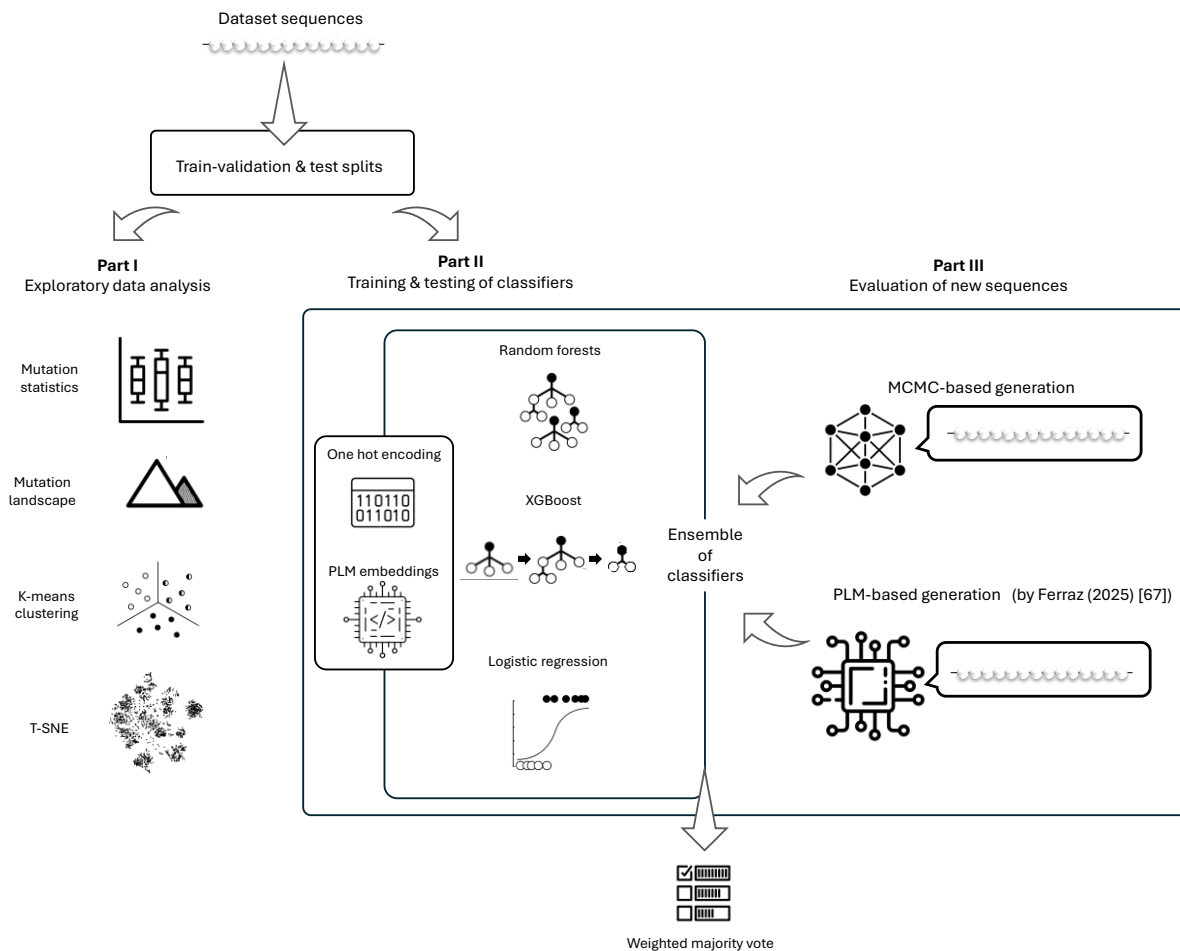 Dataset sequences
Train-validation & test splits
Part I
Exploratory data analysis
Mutation
statistics
Mutation
landscape
K-means
clustering
T-SNE
Part II
Training & testing of classifiers
Random forests
One hot encoding
110110
011010
XGBoost
PLM embeddings
</>
Logistic regression
Ensemble
of
classifiers
Part III
Evaluation of new sequences
MCMC-based generation
PLM-based generation (by Ferraz (2025) [67])
Weighted majority vote